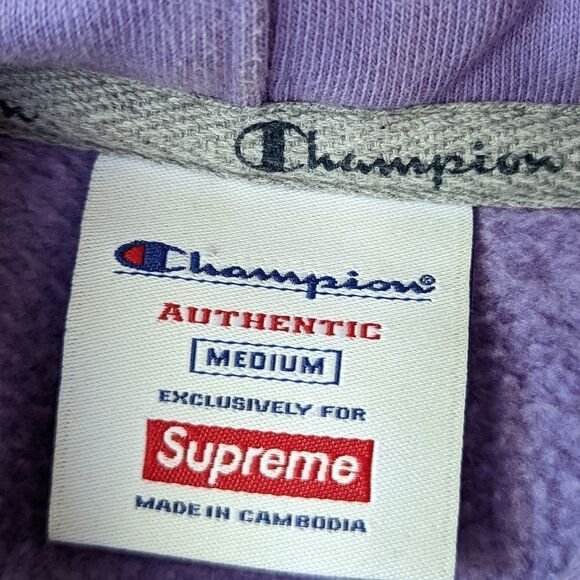 Champion
Champion®
AUTHENTIC
MEDIUM
EXCLUSIVELY FOR
Supreme
MADE IN CAMBODIA